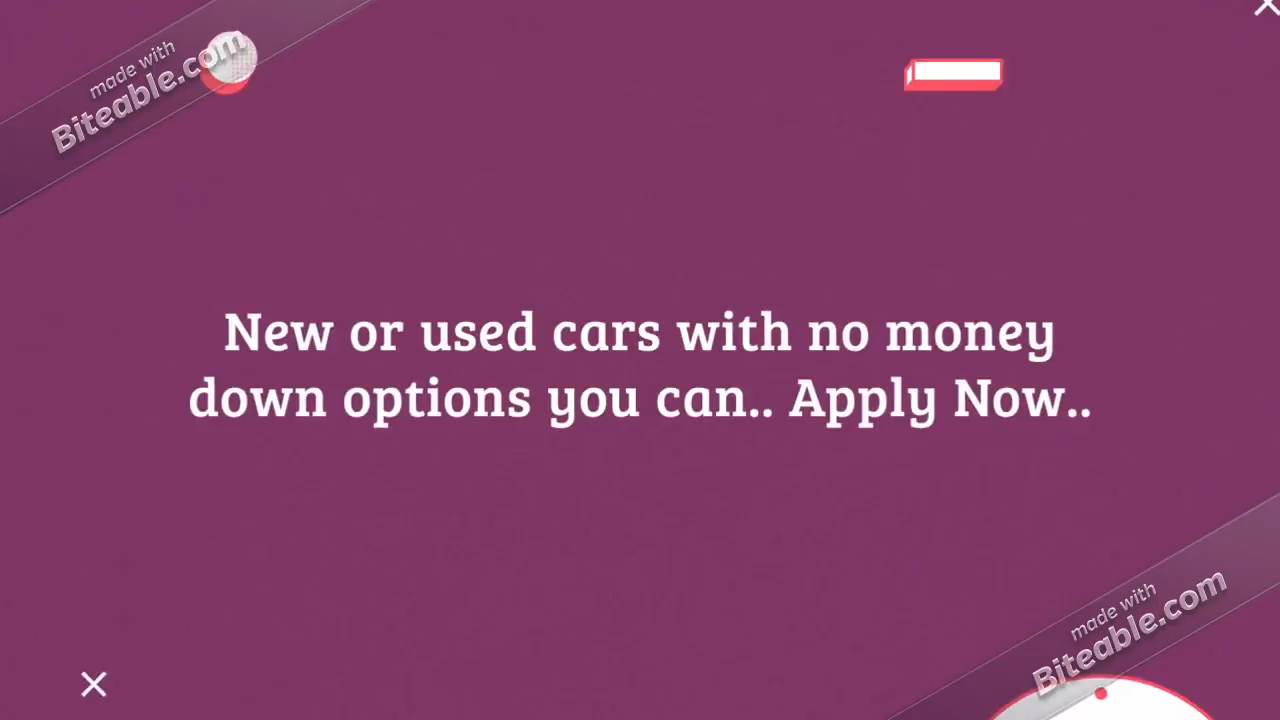 made with
Biteable.com
New or used cars with no money
down options you can.. Apply Now..
made with
Biteable.com